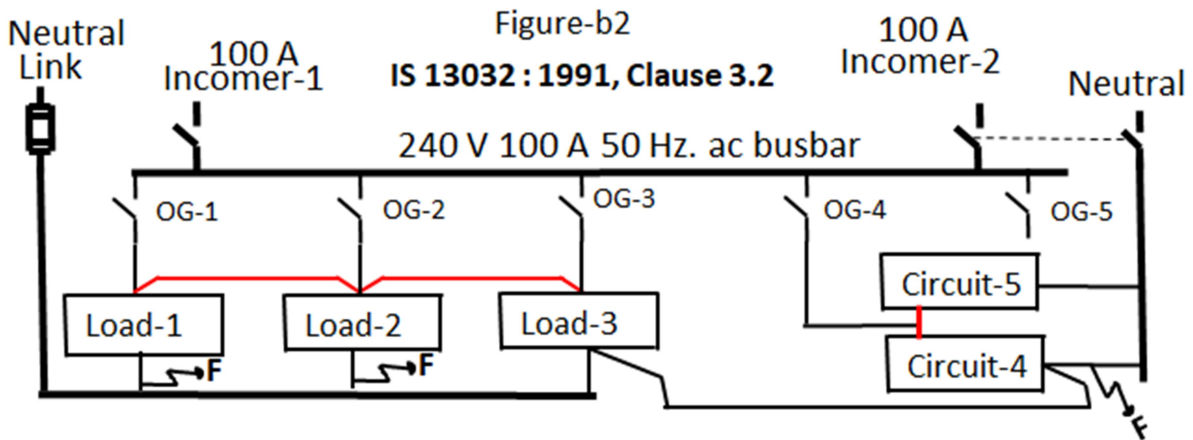 Figure-b2
Neutral
Link
100 A
Incomer-1
IS 13032 : 1991, Clause 3.2
100 A
Incomer-2
Neutral
240 V 100 A 50 Hz. ac busbar
OG-1
OG-2
OG-3
OG-4
OG-5
Circuit-5
Load-1
Load-2
Load-3
Circuit-4
F
F
F